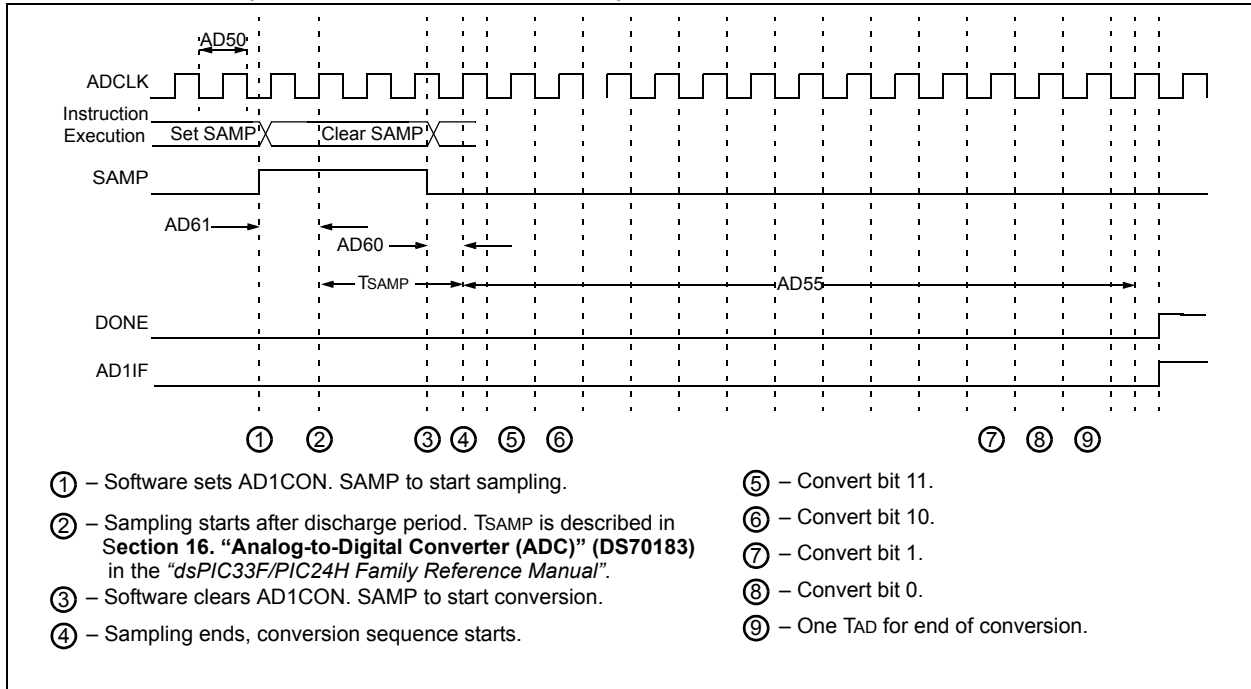 AD50
ADCLK
Instruction
Execution
Set SAMP
Clear SAMP
SAMP
AD61
AD60
TSAMP
AD55
DONE
AD1IF
1 2 3 4 5 6 7 8 9
1 – Software sets AD1CON. SAMP to start sampling.
2 – Sampling starts after discharge period. TSAMP is described in
Section 16. “Analog-to-Digital Converter (ADC)” (DS70183)
in the “dsPIC33F/PIC24H Family Reference Manual”.
3 – Software clears AD1CON. SAMP to start conversion.
4 – Sampling ends, conversion sequence starts.
5 – Convert bit 11.
6 – Convert bit 10.
7 – Convert bit 1.
8 – Convert bit 0.
9 – One TAD for end of conversion.